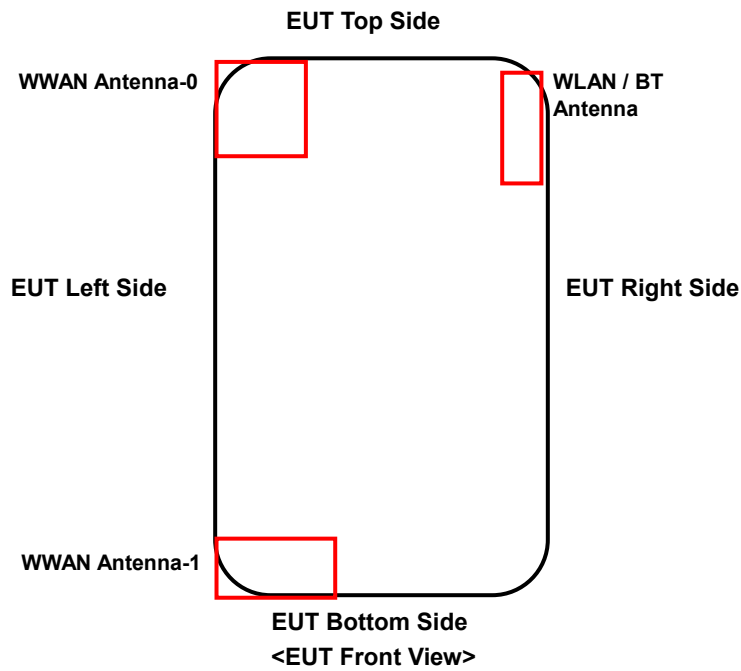 EUT Top Side
WWAN Antenna-0
WLAN / BT
Antenna
EUT Left Side
EUT Right Side
WWAN Antenna-1
EUT Bottom Side
<EUT Front View>